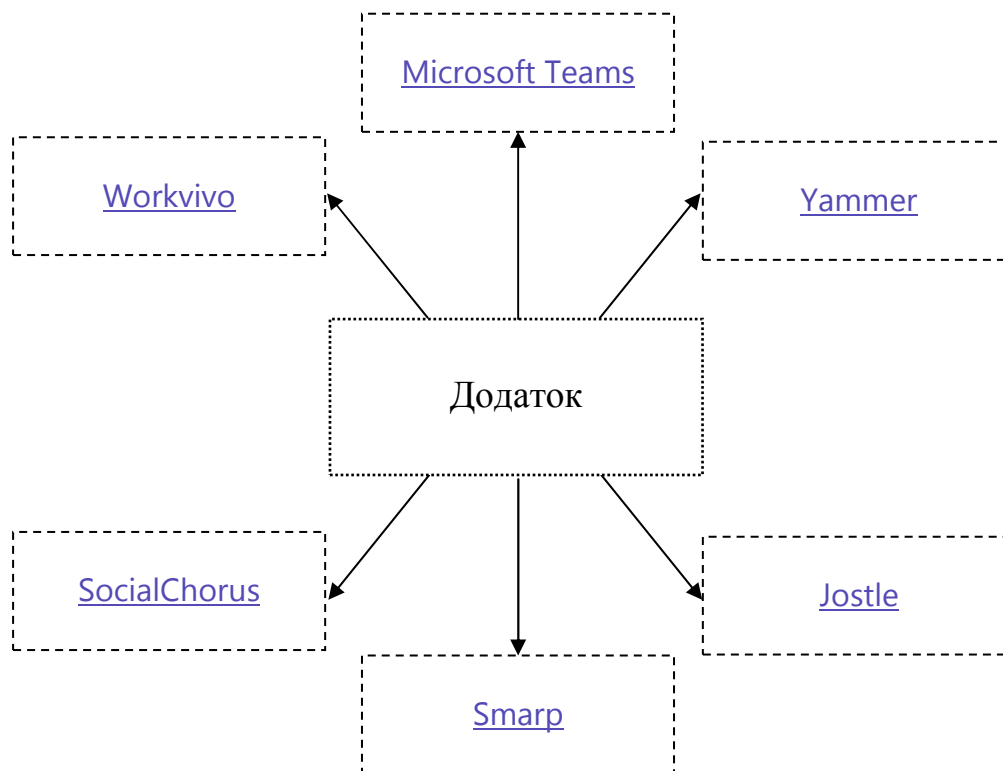 Microsoft Teams
Workvivo
Yammer
Додаток
SocialChorus
Jostle
Smarp